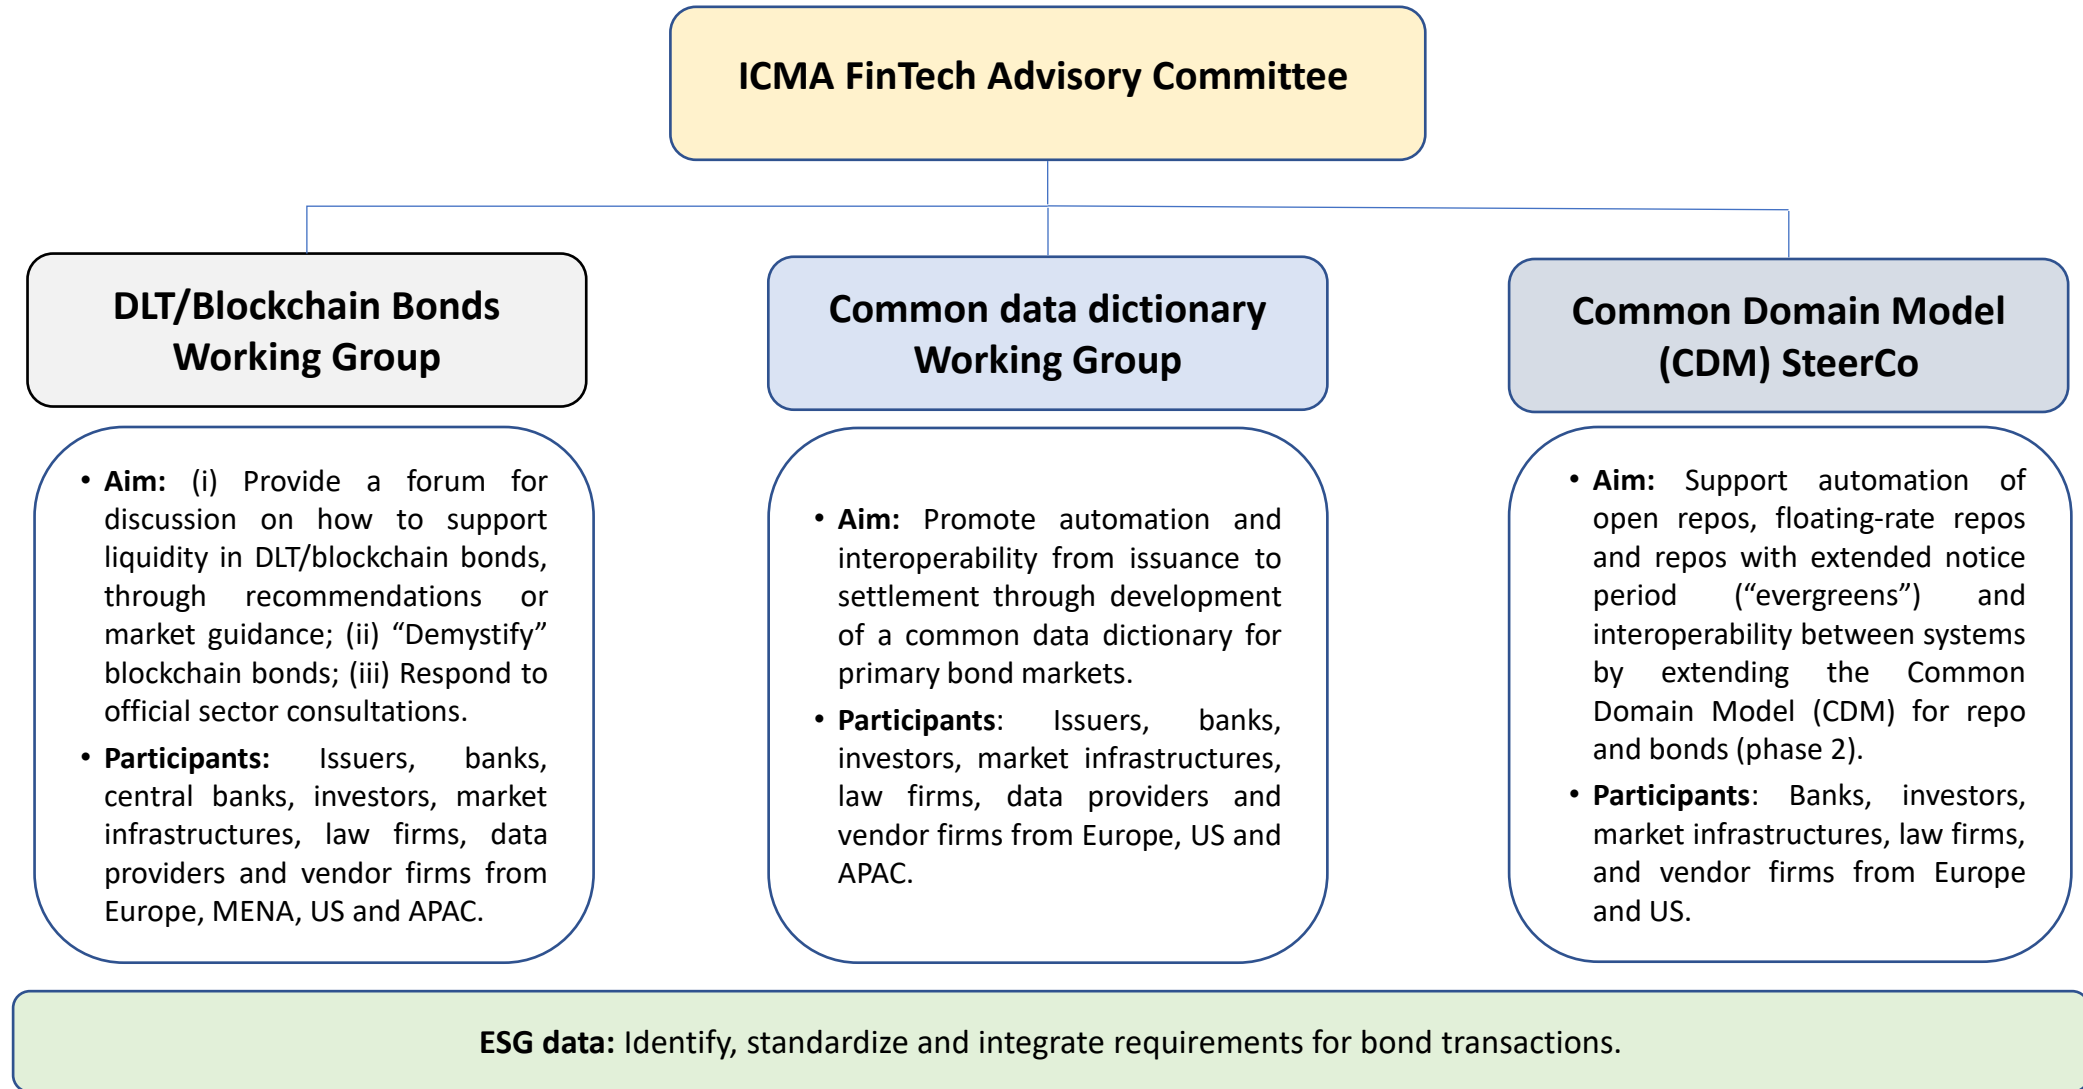 ICMA FinTech Advisory Committee
DLT/Blockchain Bonds
Working Group
• Aim: (i) Provide a forum for
discussion on how to support
liquidity in DLT/blockchain bonds,
through recommendations or
market guidance; (ii) “Demystify”
blockchain bonds; (iii) Respond to
official sector consultations.
• Participants: Issuers, banks,
central banks, investors, market
infrastructures, law firms, data
providers and vendor firms from
Europe, MENA, US and APAC.
Common data dictionary
Working Group
• Aim: Promote automation and
interoperability from issuance to
settlement through development
of a common data dictionary for
primary bond markets.
• Participants: Issuers, banks,
investors, market infrastructures,
law firms, data providers and
vendor firms from Europe, US and
APAC.
Common Domain Model
(CDM) SteerCo
• Aim: Support automation of
open repos, floating-rate repos
and repos with extended notice
period (“evergreens”) and
interoperability between systems
by extending the Common
Domain Model (CDM) for repo
and bonds (phase 2).
• Participants: Banks, investors,
market infrastructures, law firms,
and vendor firms from Europe
and US.
ESG data: Identify, standardize and integrate requirements for bond transactions.